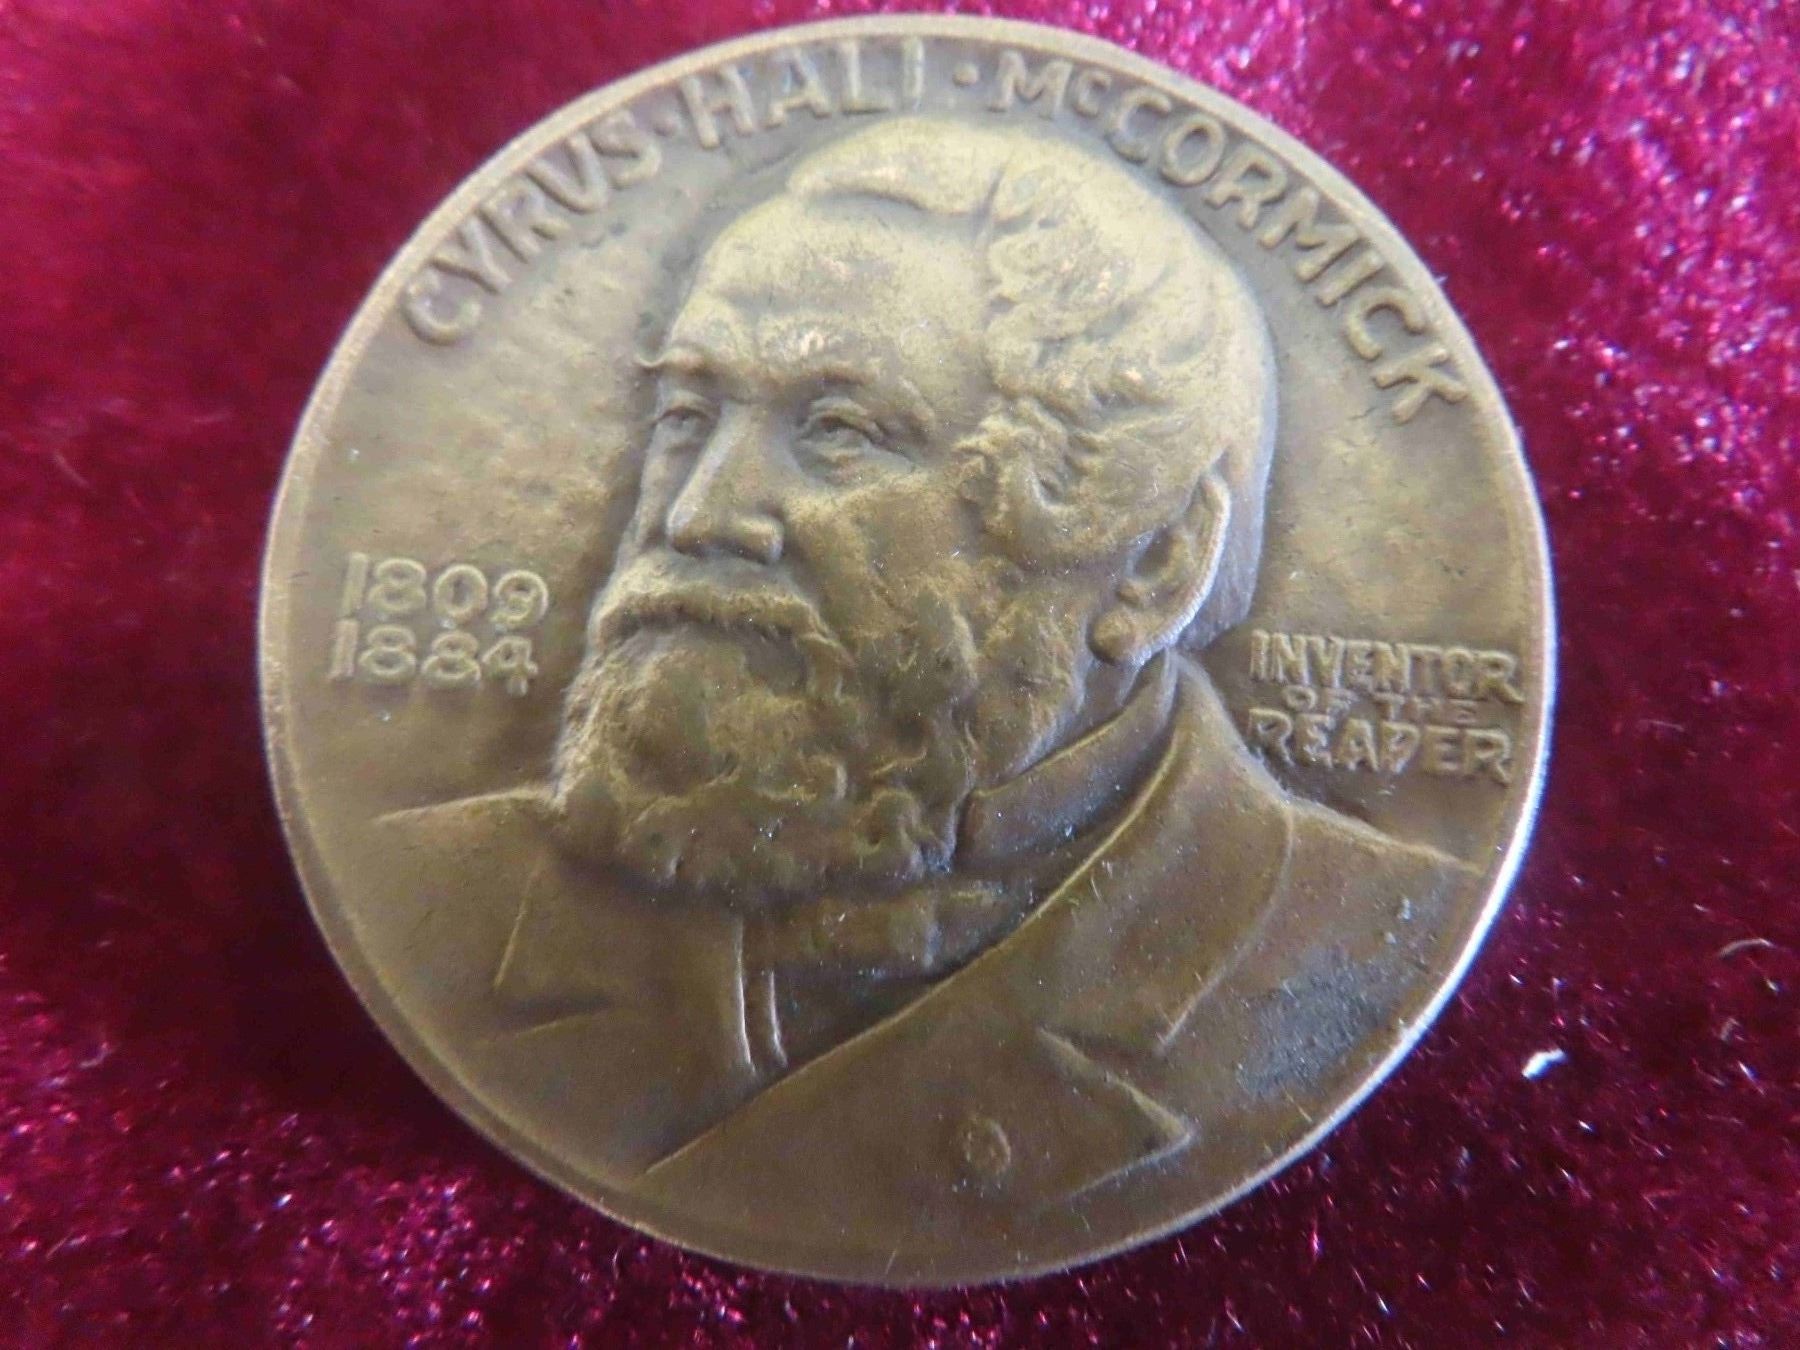 CYRUS·HALL·McCORMICK
1809
1884
INVENTOR
OF THE
REAPER